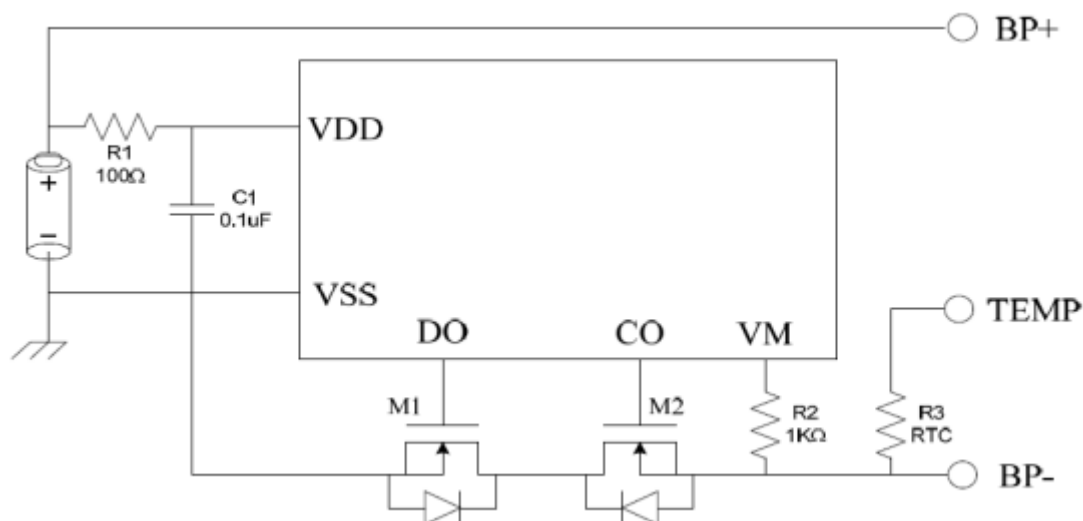 BP+
VDD
R1
100Ω
C1
0.1uF
VSS
DO
CO
VM
TEMP
M1
M2
R2
1KΩ
R3
RTC
BP-